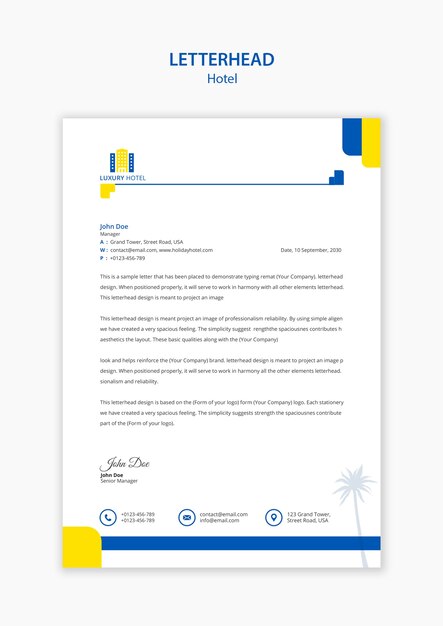 LETTERHEAD
Hotel
LUXURY HOTEL
John Doe
Manager
A : Grand Tower, Street Road, USA
W : contact@email.com, www.holidayhotel.com
Date, 10 September, 2030
P : +0123-456-789
This is a sample letter that has been placed to demonstrate typing remat (Your Company). letterhead
design. When positioned properly, it will serve to work in harmony with all other elements letterhead.
This letterhead design is meant to project an image
This letterhead design is meant project an image of professionalism reliability. By using simple aligen
we have created a very spacious feeling. The simplicity suggest rengththe spaciousnes contributes h
aesthetics the layout. These basic qualities along with the (Your Company)
look and helps reinforce the (Your Company) brand. letterhead design is meant to project an image p
design. When positioned properly, it will serve to work in harmony all the other elements letterhead.
sionalism and reliability.
This letterhead design is based on the (Form of your logo) form (Your Company) logo. Each stationery
we have created a very spacious feeling. The simplicity suggests strength the spaciousnes contribute
part of the (Form of your logo).
John Doe
John Doe
Senior Manager
+0123-456-789
+0123-456-789
contact@email.com
info@email.com
123 Grand Tower,
Street Road, USA